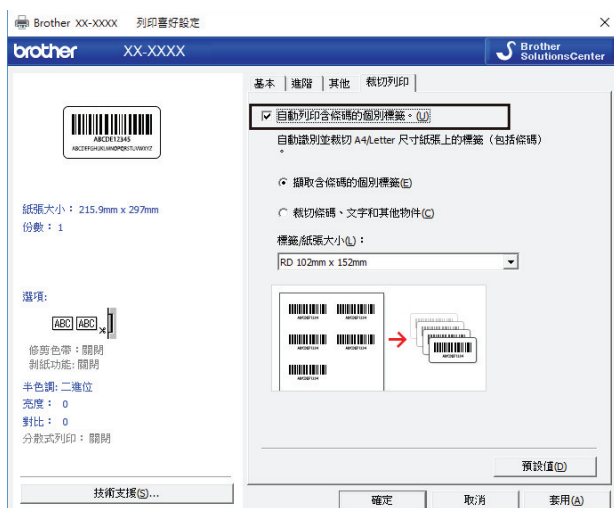 Brother XX-XXXX 列印喜好設定
brother XX-XXXX
Brother
SolutionsCenter
基本 進階 其他 裁切列印
ABCDE12345
ABCDEFGHIJKLMNOPQRSTUVWXYZ
紙張大小: 215.9mm x 297mm
份數: 1
選項:
ABC ABC
修剪色帶:關閉
剝紙功能: 關閉
半色調: 二進位
亮度: 0
對比: 0
分散式列印: 關閉
技術支援(S)...
自動列印含條碼的個別標籤。(U)
自動識別並裁切 A4/Letter 尺寸紙張上的標籤(包括條碼)
。
擷取含條碼的個別標籤(E)
裁切條碼、文字和其他物件(C)
標籤/紙張大小(L):
RD 102mm x 152mm
ABCDEF1234 ABCDEF1234
ABCDEF1234 ABCDEF1234
ABCDEF1234
ABCDEF1234
預設值(D)
確定 取消 套用(A)